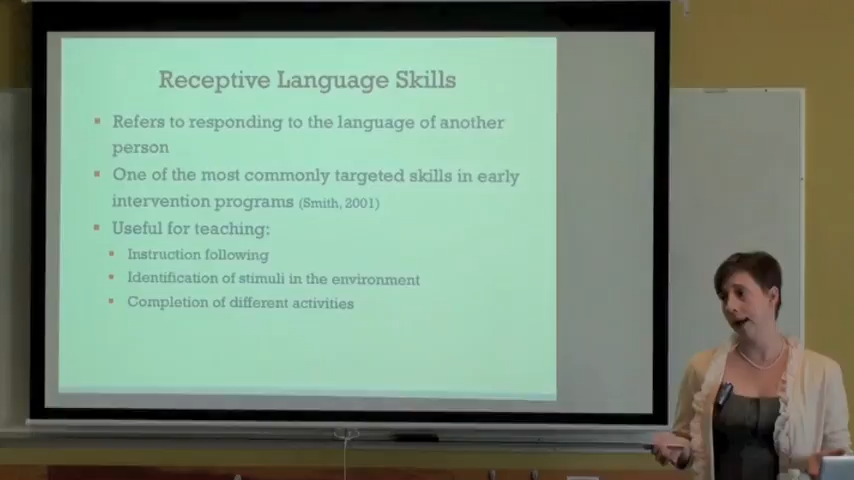 Receptive Language Skills
Refers to responding to the language of another
person
One of the most commonly targeted skills in early
intervention programs (Smith, 2001)
Useful for teaching:
Instruction following
Identification of stimuli in the environment
Completion of different activities